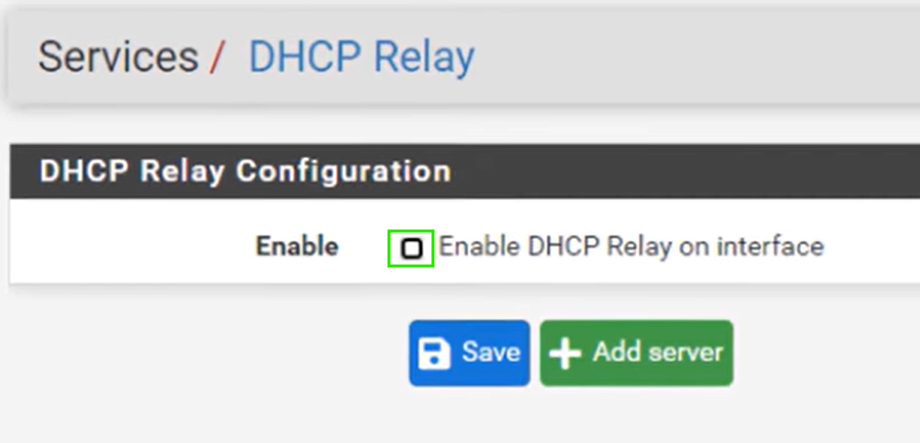 Services / DHCP Relay
DHCP Relay Configuration
Enable Enable DHCP Relay on interface
Save Add server